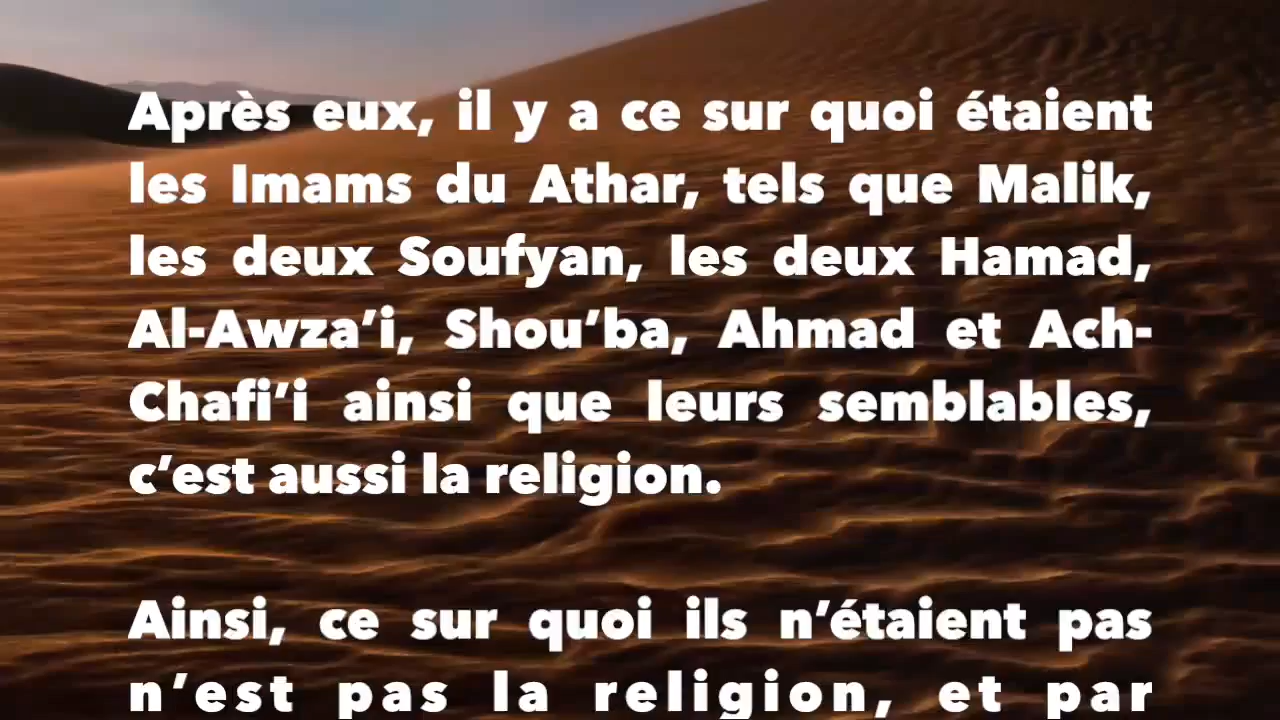 Après eux, il y a ce sur quoi étaient
les Imams du Athar, tels que Malik,
les deux Soufyan, les deux Hamad,
Al-Awza’i, Shou’ba, Ahmad et Ach-
Chafi’i ainsi que leurs semblables,
c’est aussi la religion.
Ainsi, ce sur quoi ils n’étaient pas
n’est pas la religion, et par